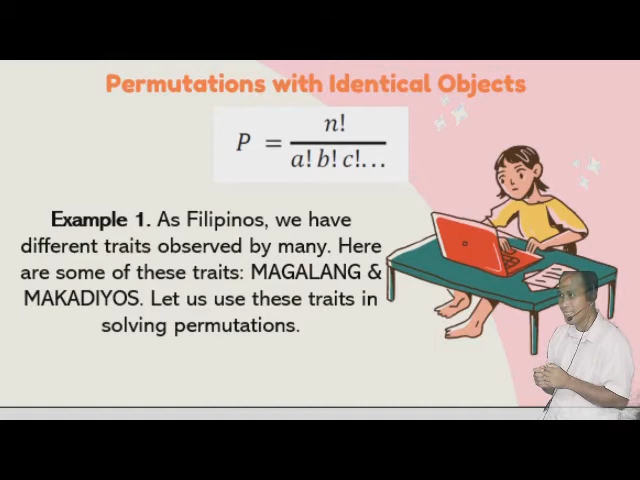 Permutations with Identical Objects
P = n! / a! b! c!...
Example 1. As Filipinos, we have
different traits observed by many. Here
are some of these traits: MAGALANG &
MAKADIYOS. Let us use these traits in
solving permutations.